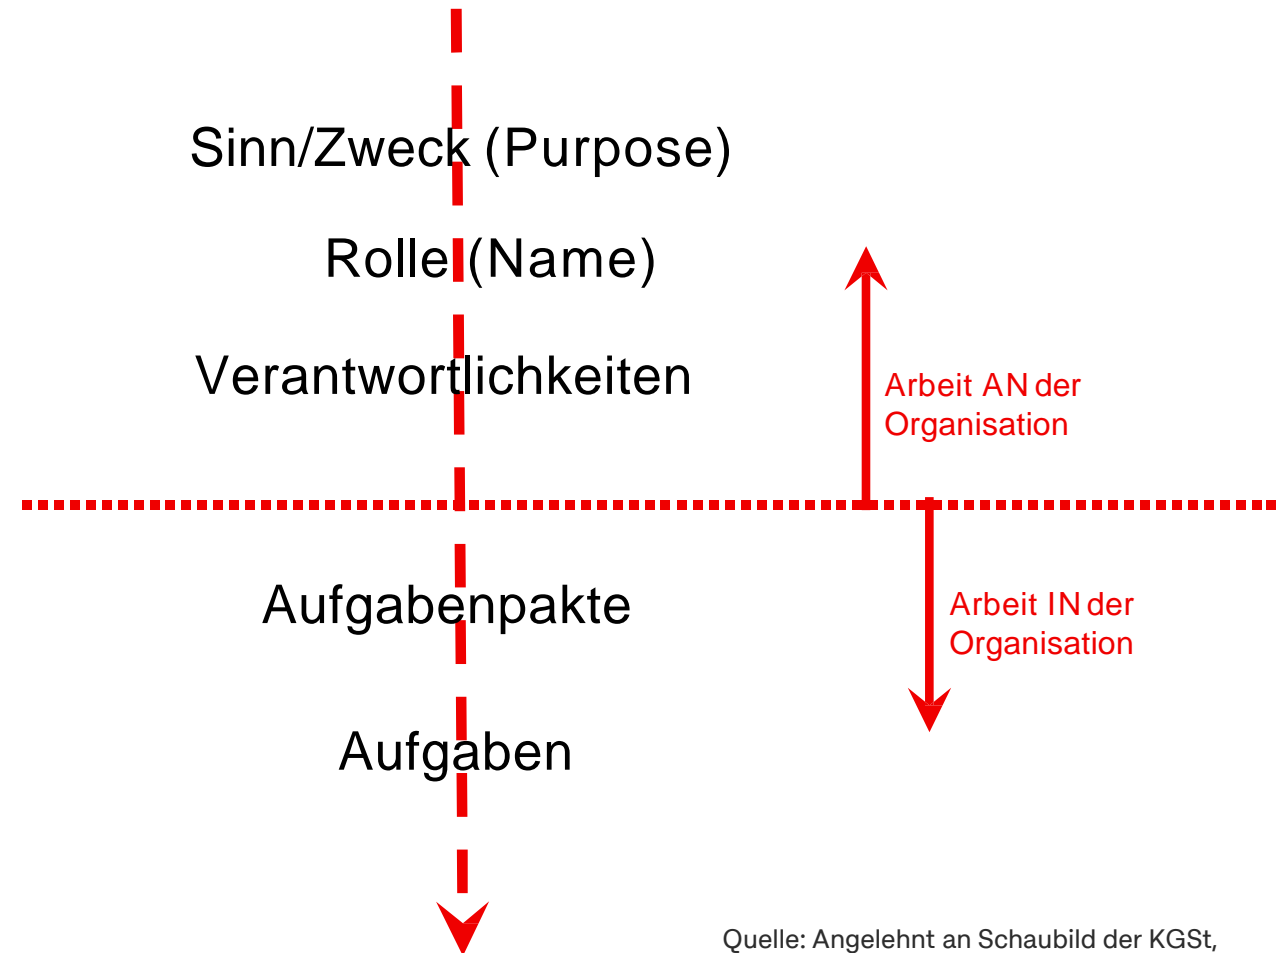 Sinn/Zweck (Purpose)
Rolle (Name)
Verantwortlichkeiten
Arbeit AN der
Organisation
Aufgabenpakte
Arbeit IN der
Organisation
Aufgaben
Quelle: Angelehnt an Schaubild der KGSt,